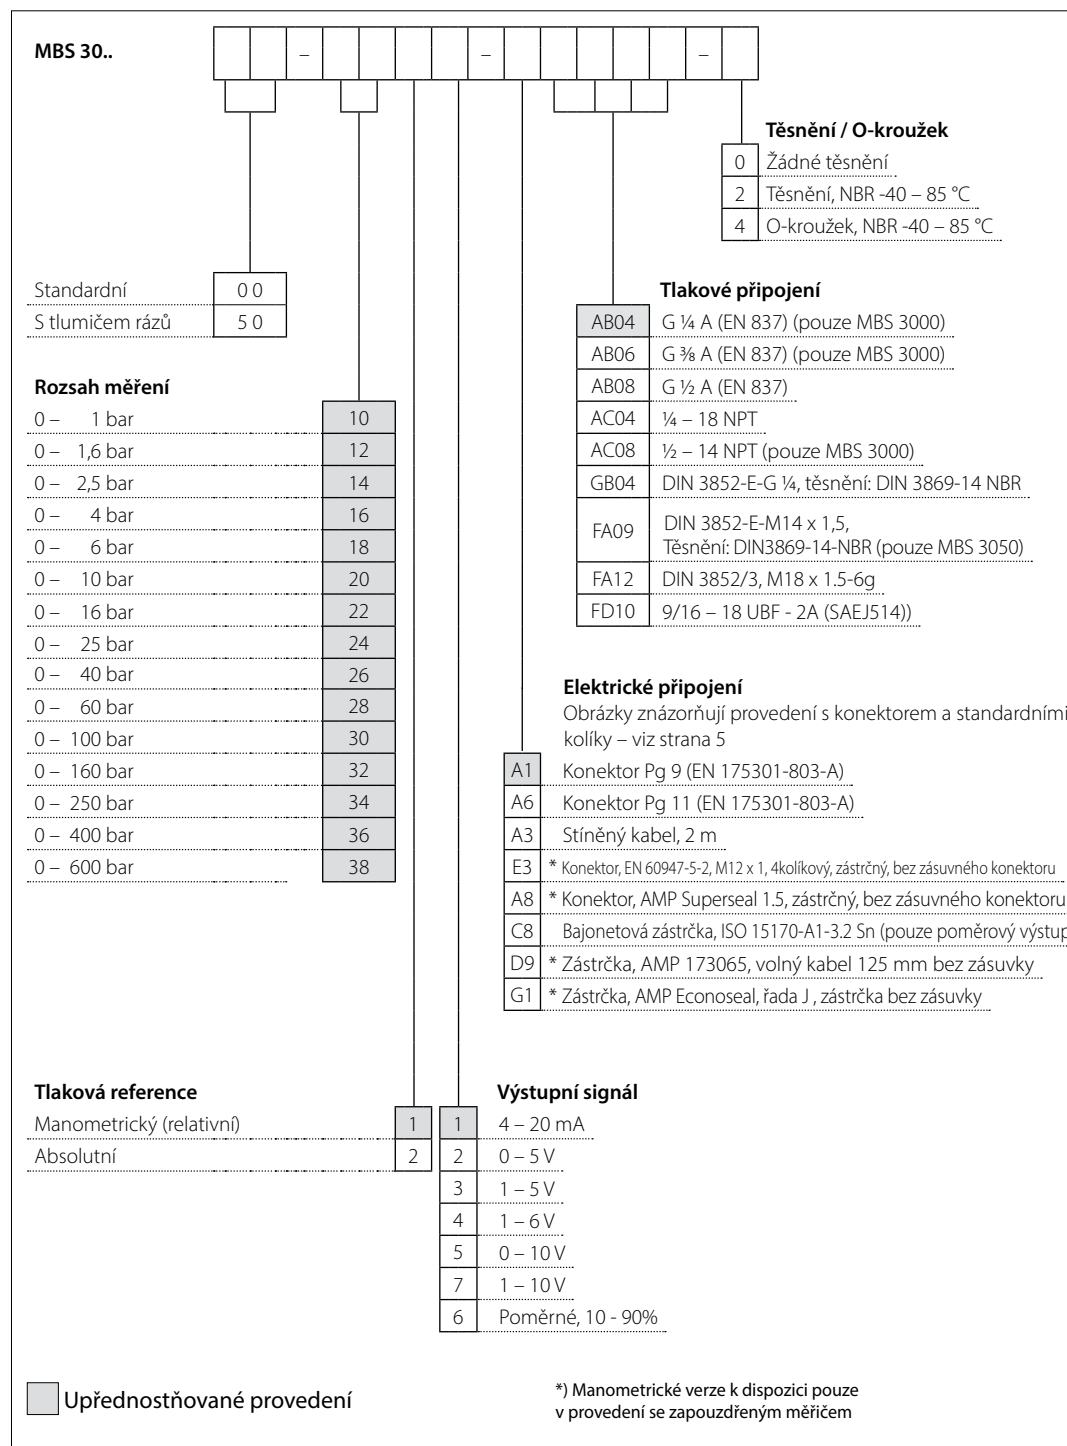 MBS 30..
– – –
Těsnění / O-kroužek
0 Žádné těsnění
2 Těsnění, NBR -40 – 85 °C
4 O-kroužek, NBR -40 – 85 °C
Standardní 0 0
S tlumičem rázů 5 0
Tlakové připojení
AB04 G ¼ A (EN 837) (pouze MBS 3000)
AB06 G ⅜ A (EN 837) (pouze MBS 3000)
AB08 G ½ A (EN 837)
AC04 ¼ – 18 NPT
AC08 ½ – 14 NPT (pouze MBS 3000)
GB04 DIN 3852-E-G ¼, těsnění: DIN 3869-14 NBR
FA09 DIN 3852-E-M14 x 1,5,
Těsnění: DIN3869-14-NBR (pouze MBS 3050)
FA12 DIN 3852/3, M18 x 1.5-6g
FD10 9/16 – 18 UBF - 2A (SAEJ514))
Rozsah měření
0 – 1 bar 10
0 – 1,6 bar 12
0 – 2,5 bar 14
0 – 4 bar 16
0 – 6 bar 18
0 – 10 bar 20
0 – 16 bar 22
0 – 25 bar 24
0 – 40 bar 26
0 – 60 bar 28
0 – 100 bar 30
0 – 160 bar 32
0 – 250 bar 34
0 – 400 bar 36
0 – 600 bar 38
Elektrické připojení
Obrázky znázorňují provedení s konektorem a standardními
kolíky – viz strana 5
A1 Konektor Pg 9 (EN 175301-803-A)
A6 Konektor Pg 11 (EN 175301-803-A)
A3 Stíněný kabel, 2 m
E3 * Konektor, EN 60947-5-2, M12 x 1, 4kolíkový, zástrčný, bez zásuvného konektoru
A8 * Konektor, AMP Superseal 1.5, zástrčný, bez zásuvného konektoru
C8 Bajonetová zástrčka, ISO 15170-A1-3.2 Sn (pouze poměrový výstup
D9 * Zástrčka, AMP 173065, volný kabel 125 mm bez zásuvky
G1 * Zástrčka, AMP Econoseal, řada J , zástrčka bez zásuvky
Tlaková reference
Manometrický (relativní) 1
Absolutní 2
Výstupní signál
1 4 – 20 mA
2 0 – 5 V
3 1 – 5 V
4 1 – 6 V
5 0 – 10 V
7 1 – 10 V
6 Poměrné, 10 - 90%
Upřednostňované provedení
*) Manometrické verze k dispozici pouze
v provedení se zapouzdřeným měřičem